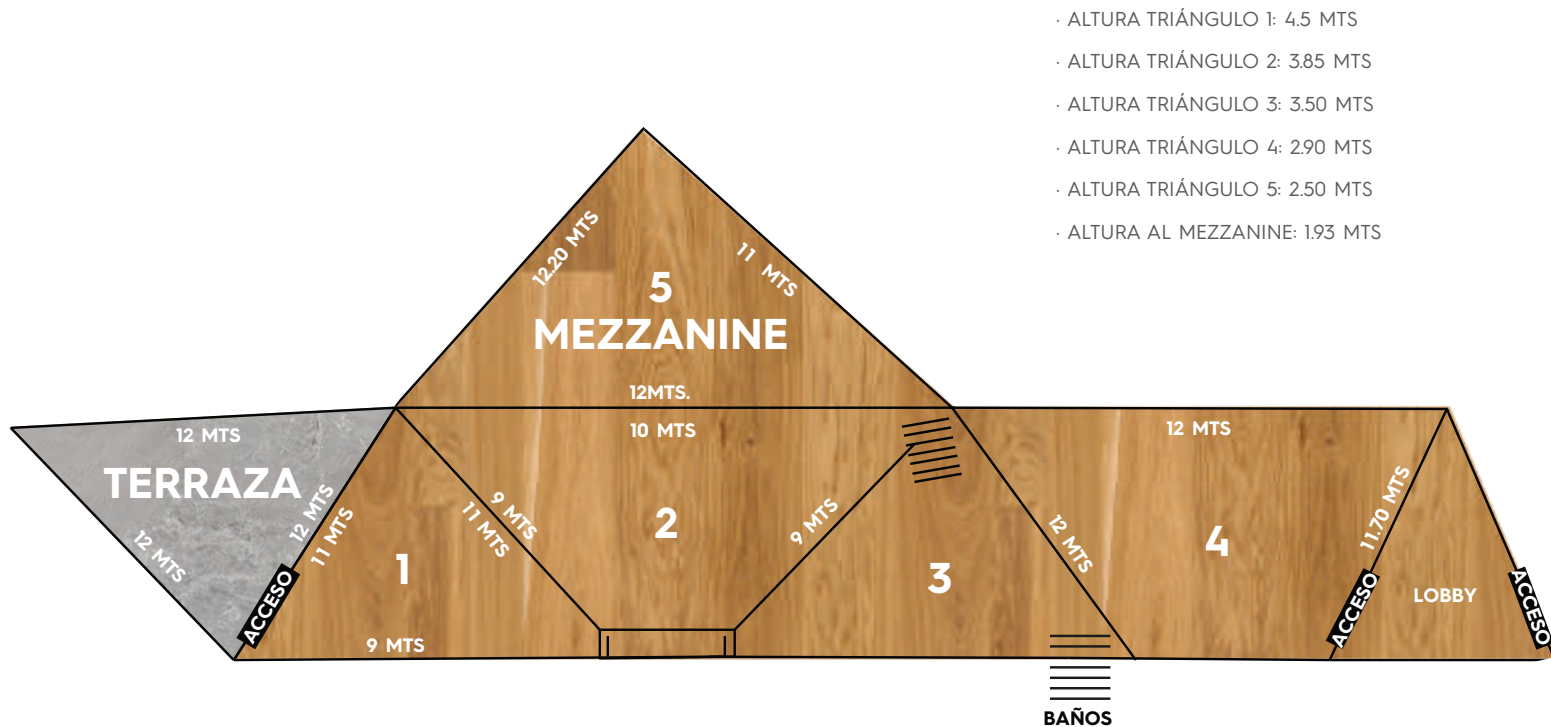 · ALTURA TRIÁNGULO 1: 4.5 MTS
· ALTURA TRIÁNGULO 2: 3.85 MTS
· ALTURA TRIÁNGULO 3: 3.50 MTS
· ALTURA TRIÁNGULO 4: 2.90 MTS
· ALTURA TRIÁNGULO 5: 2.50 MTS
· ALTURA AL MEZZANINE: 1.93 MTS
12.20 MTS
11 MTS
5
MEZZANINE
12MTS.
10 MTS
12 MTS
TERRAZA
12 MTS
12 MTS
11 MTS
ACCESO
1
9 MTS
9 MTS
11 MTS
2
9 MTS
3
12 MTS
12 MTS
4
11.70 MTS
ACCESO
LOBBY
ACCESO
BAÑOS